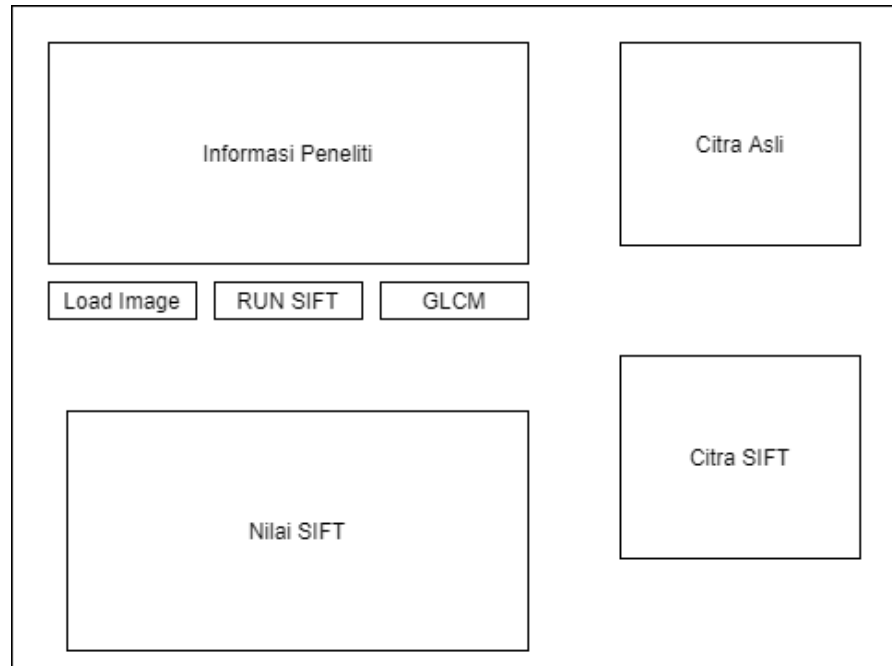 Informasi Peneliti
Citra Asli
Load Image
RUN SIFT
GLCM
Citra SIFT
Nilai SIFT